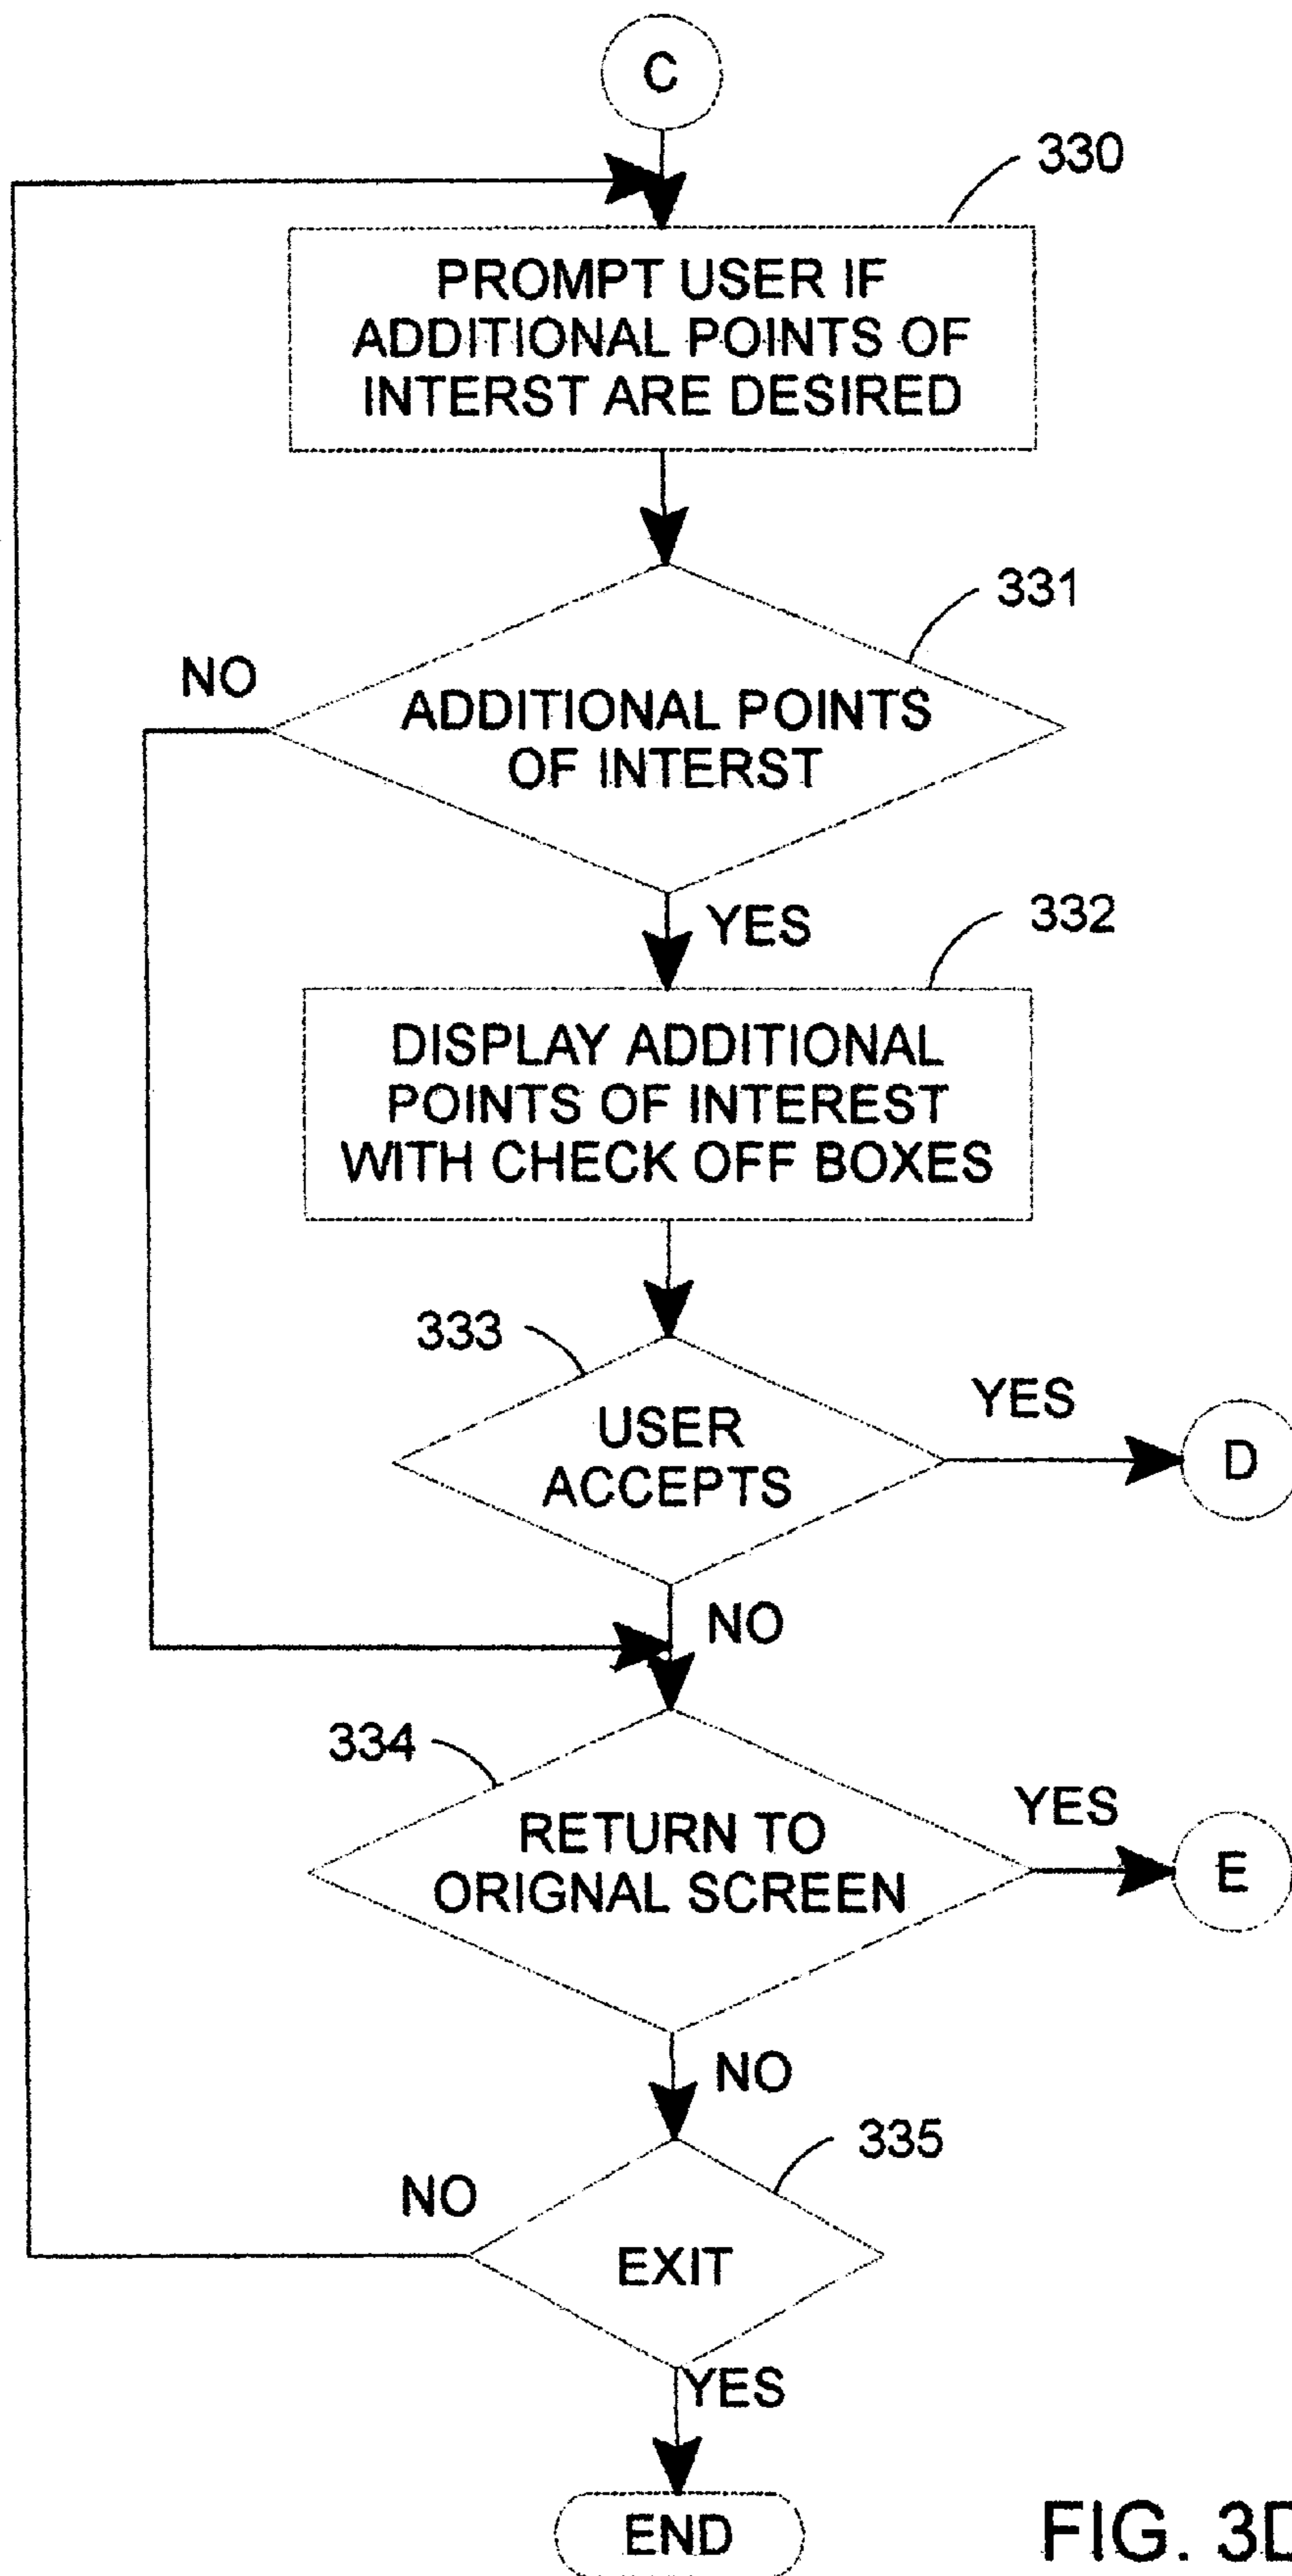 C
330
PROMPT USER IF
ADDITIONAL POINTS OF
INTERST ARE DESIRED
331
NO
ADDITIONAL POINTS
OF INTERST
YES
332
DISPLAY ADDITIONAL
POINTS OF INTEREST
WITH CHECK OFF BOXES
333
USER
ACCEPTS
YES
D
NO
334
RETURN TO
ORIGNAL SCREEN
YES
E
NO
335
NO
EXIT
YES
END
FIG. 3D